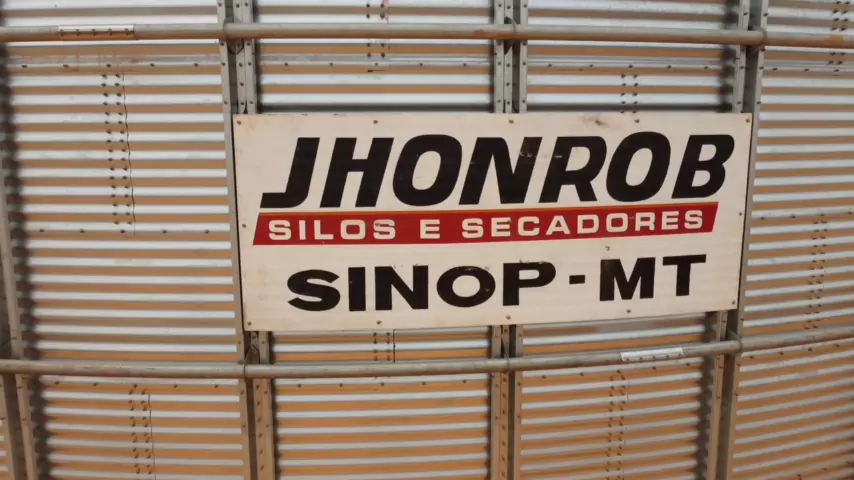 JHONROB
SILOS E SECADORES
SINOP-MT